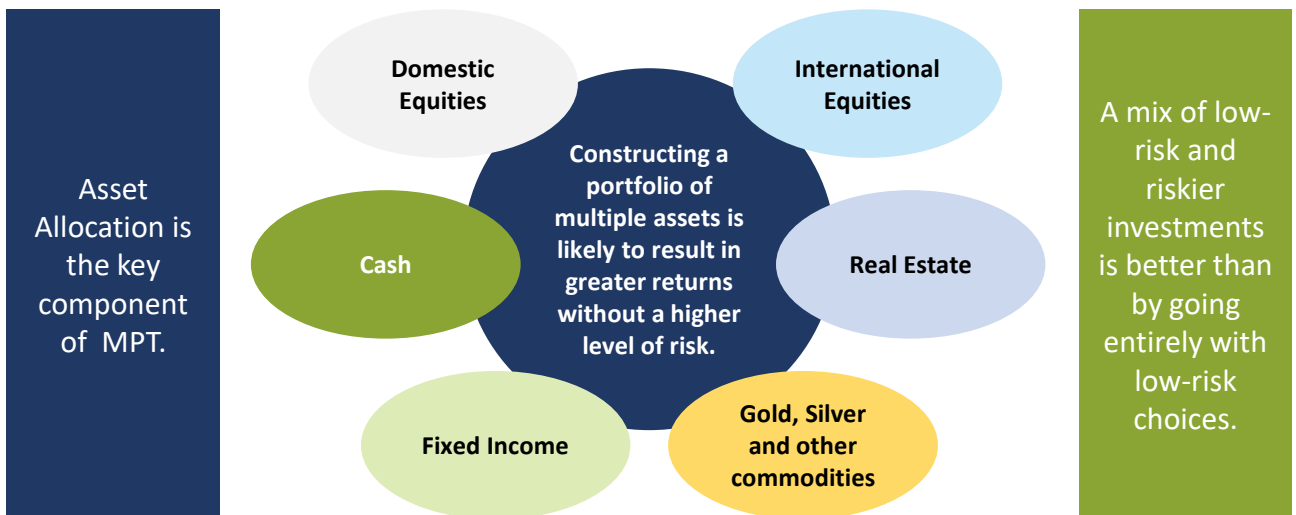 Asset
Allocation is
the key
component
of MPT.
Domestic
Equities
International
Equities
Cash
Constructing a
portfolio of
multiple assets is
likely to result in
greater returns
without a higher
level of risk.
Real Estate
Fixed Income
Gold, Silver
and other
commodities
A mix of low-
risk and
riskier
investments
is better than
by going
entirely with
low-risk
choices.